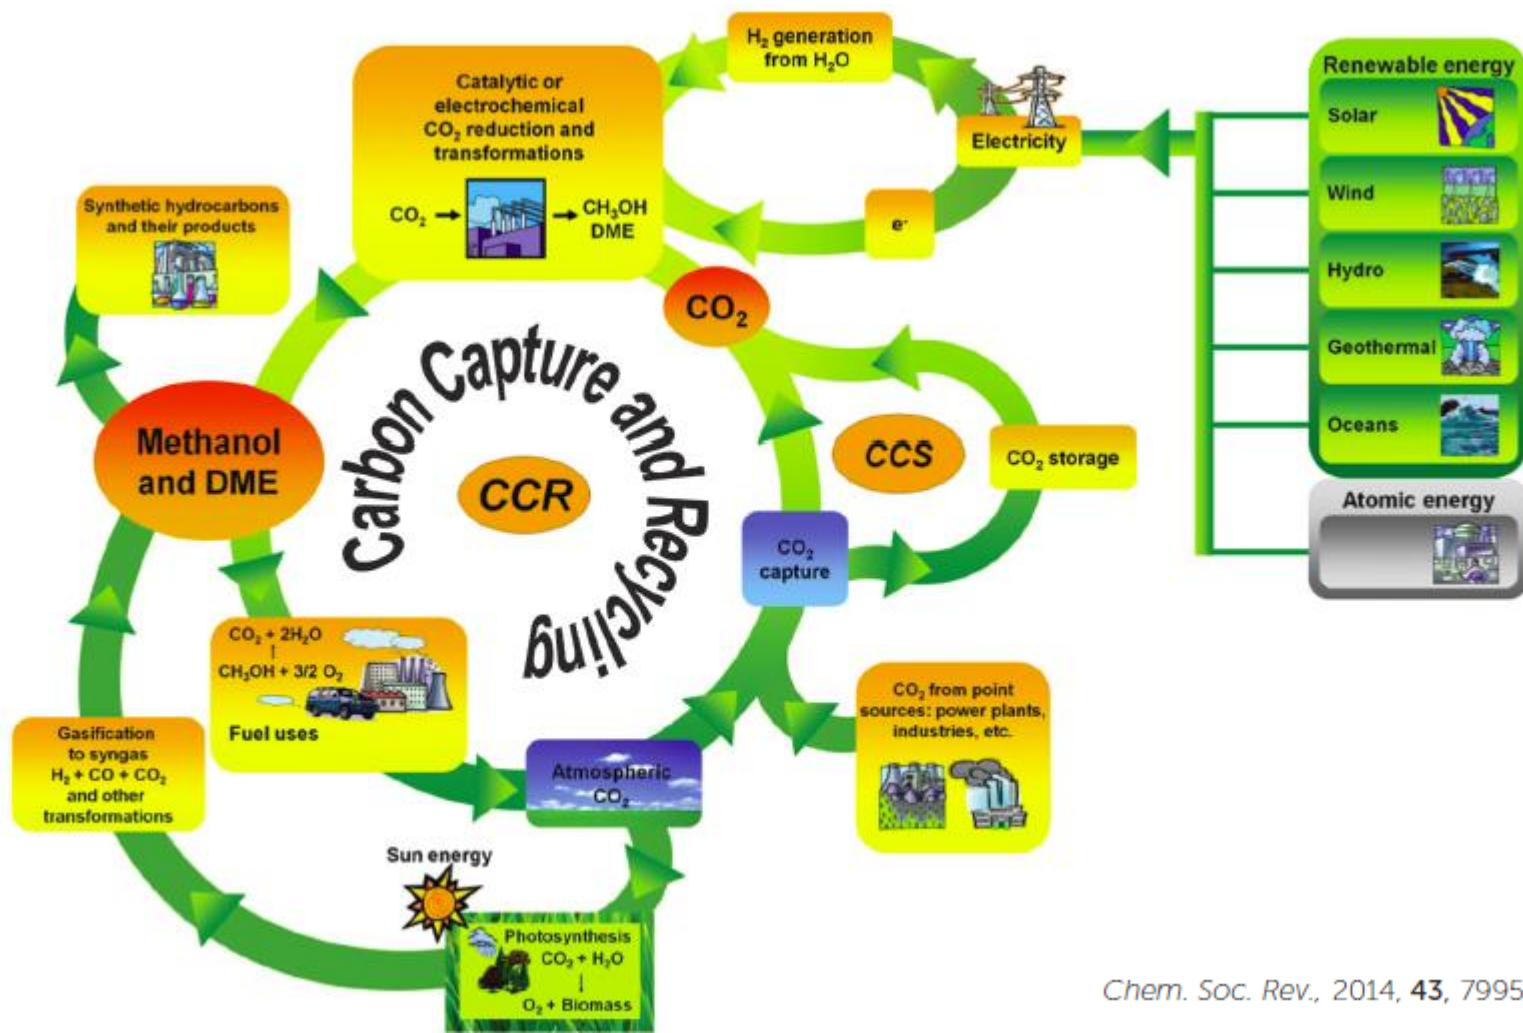 H₂ generation
from H₂O
Catalytic or
electrochemical
CO₂ reduction and
transformations
CO₂
CH₃OH
DME
Electricity
e⁻
Renewable energy
Solar
Wind
Hydro
Geothermal
Oceans
Atomic energy
Synthetic hydrocarbons
and their products
CO₂
Carbon Capture and Recycling
CCR
CCS
CO₂ storage
Methanol
and DME
CO₂
capture
CO₂ + 2H₂O
CH₃OH + 3/2 O₂
Fuel uses
CO₂ from point
sources: power plants,
industries, etc.
Gasification
to syngas
H₂ + CO + CO₂
and other
transformations
Atmospheric
CO₂
Sun energy
Photosynthesis
CO₂ + H₂O
O₂ + Biomass
Chem. Soc. Rev., 2014, 43, 7995